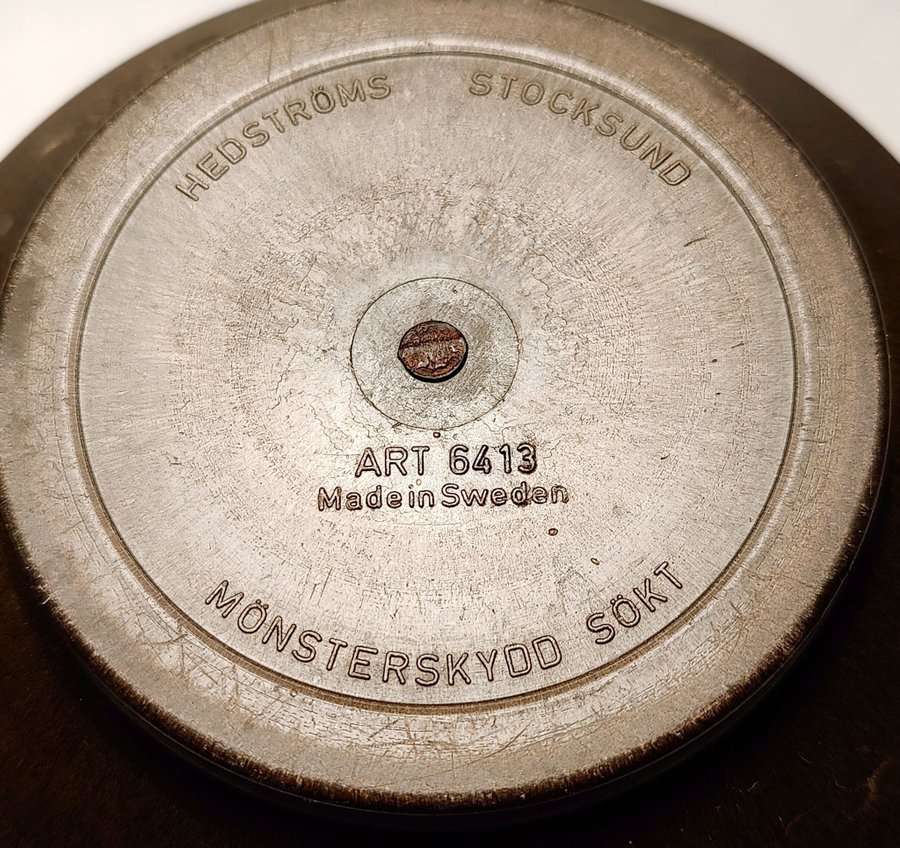 HEDSTRÖMS STOCKSUND
ART 6413
Made in Sweden
MÖNSTERSKYDD SÖKT